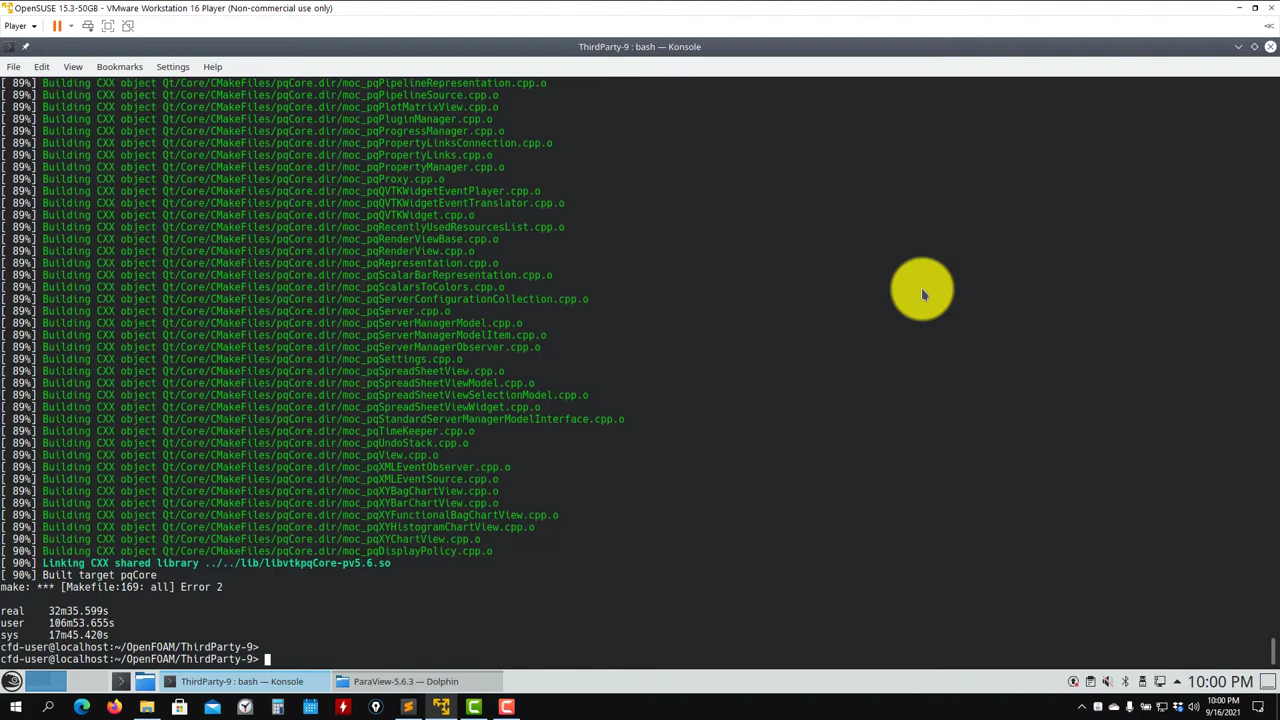 OpenSUSE 15.3-50GB - VMware Workstation 16 Player (Non-commercial use only)
Player
ThirdParty-9 : bash — Konsole
File Edit View Bookmarks Settings Help
[ 89%] Building CXX object Qt/Core/CMakeFiles/pqCore.dir/moc_pqPipelineRepresentation.cpp.o
[ 89%] Building CXX object Qt/Core/CMakeFiles/pqCore.dir/moc_pqPipelineSource.cpp.o
[ 89%] Building CXX object Qt/Core/CMakeFiles/pqCore.dir/moc_pqPlotMatrixView.cpp.o
[ 89%] Building CXX object Qt/Core/CMakeFiles/pqCore.dir/moc_pqPluginManager.cpp.o
[ 89%] Building CXX object Qt/Core/CMakeFiles/pqCore.dir/moc_pqProgressManager.cpp.o
[ 89%] Building CXX object Qt/Core/CMakeFiles/pqCore.dir/moc_pqPropertyLinksConnection.cpp.o
[ 89%] Building CXX object Qt/Core/CMakeFiles/pqCore.dir/moc_pqPropertyLinks.cpp.o
[ 89%] Building CXX object Qt/Core/CMakeFiles/pqCore.dir/moc_pqPropertyManager.cpp.o
[ 89%] Building CXX object Qt/Core/CMakeFiles/pqCore.dir/moc_pqProxy.cpp.o
[ 89%] Building CXX object Qt/Core/CMakeFiles/pqCore.dir/moc_pqQVTKWidgetEventPlayer.cpp.o
[ 89%] Building CXX object Qt/Core/CMakeFiles/pqCore.dir/moc_pqQVTKWidgetEventTranslator.cpp.o
[ 89%] Building CXX object Qt/Core/CMakeFiles/pqCore.dir/moc_pqQVTKWidget.cpp.o
[ 89%] Building CXX object Qt/Core/CMakeFiles/pqCore.dir/moc_pqRecentlyUsedResourcesList.cpp.o
[ 89%] Building CXX object Qt/Core/CMakeFiles/pqCore.dir/moc_pqRenderViewBase.cpp.o
[ 89%] Building CXX object Qt/Core/CMakeFiles/pqCore.dir/moc_pqRenderView.cpp.o
[ 89%] Building CXX object Qt/Core/CMakeFiles/pqCore.dir/moc_pqRepresentation.cpp.o
[ 89%] Building CXX object Qt/Core/CMakeFiles/pqCore.dir/moc_pqScalarBarRepresentation.cpp.o
[ 89%] Building CXX object Qt/Core/CMakeFiles/pqCore.dir/moc_pqScalarsToColors.cpp.o
[ 89%] Building CXX object Qt/Core/CMakeFiles/pqCore.dir/moc_pqServerConfigurationCollection.cpp.o
[ 89%] Building CXX object Qt/Core/CMakeFiles/pqCore.dir/moc_pqServer.cpp.o
[ 89%] Building CXX object Qt/Core/CMakeFiles/pqCore.dir/moc_pqServerManagerModel.cpp.o
[ 89%] Building CXX object Qt/Core/CMakeFiles/pqCore.dir/moc_pqServerManagerModelItem.cpp.o
[ 89%] Building CXX object Qt/Core/CMakeFiles/pqCore.dir/moc_pqServerManagerObserver.cpp.o
[ 89%] Building CXX object Qt/Core/CMakeFiles/pqCore.dir/moc_pqSettings.cpp.o
[ 89%] Building CXX object Qt/Core/CMakeFiles/pqCore.dir/moc_pqSpreadSheetView.cpp.o
[ 89%] Building CXX object Qt/Core/CMakeFiles/pqCore.dir/moc_pqSpreadSheetViewModel.cpp.o
[ 89%] Building CXX object Qt/Core/CMakeFiles/pqCore.dir/moc_pqSpreadSheetViewSelectionModel.cpp.o
[ 89%] Building CXX object Qt/Core/CMakeFiles/pqCore.dir/moc_pqSpreadSheetViewWidget.cpp.o
[ 89%] Building CXX object Qt/Core/CMakeFiles/pqCore.dir/moc_pqStandardServerManagerModelInterface.cpp.o
[ 89%] Building CXX object Qt/Core/CMakeFiles/pqCore.dir/moc_pqTimeKeeper.cpp.o
[ 89%] Building CXX object Qt/Core/CMakeFiles/pqCore.dir/moc_pqUndoStack.cpp.o
[ 89%] Building CXX object Qt/Core/CMakeFiles/pqCore.dir/moc_pqView.cpp.o
[ 89%] Building CXX object Qt/Core/CMakeFiles/pqCore.dir/moc_pqXMLEventObserver.cpp.o
[ 89%] Building CXX object Qt/Core/CMakeFiles/pqCore.dir/moc_pqXMLEventSource.cpp.o
[ 89%] Building CXX object Qt/Core/CMakeFiles/pqCore.dir/moc_pqXYBagChartView.cpp.o
[ 89%] Building CXX object Qt/Core/CMakeFiles/pqCore.dir/moc_pqXYBarChartView.cpp.o
[ 89%] Building CXX object Qt/Core/CMakeFiles/pqCore.dir/moc_pqXYFunctionalBagChartView.cpp.o
[ 89%] Building CXX object Qt/Core/CMakeFiles/pqCore.dir/moc_pqXYHistogramChartView.cpp.o
[ 90%] Building CXX object Qt/Core/CMakeFiles/pqCore.dir/moc_pqXYChartView.cpp.o
[ 90%] Building CXX object Qt/Core/CMakeFiles/pqCore.dir/moc_pqDisplayPolicy.cpp.o
[ 90%] Linking CXX shared library ../../lib/libvtkpqCore-pv5.6.so
[ 90%] Built target pqCore
make: *** [Makefile:169: all] Error 2
real 32m35.599s
user 106m53.655s
sys 17m45.420s
cfd-user@localhost:~/OpenFOAM/ThirdParty-9>
cfd-user@localhost:~/OpenFOAM/ThirdParty-9>
ThirdParty-9 : bash — Konsole
ParaView-5.6.3 — Dolphin
10:00 PM
10:00 PM
9/16/2021